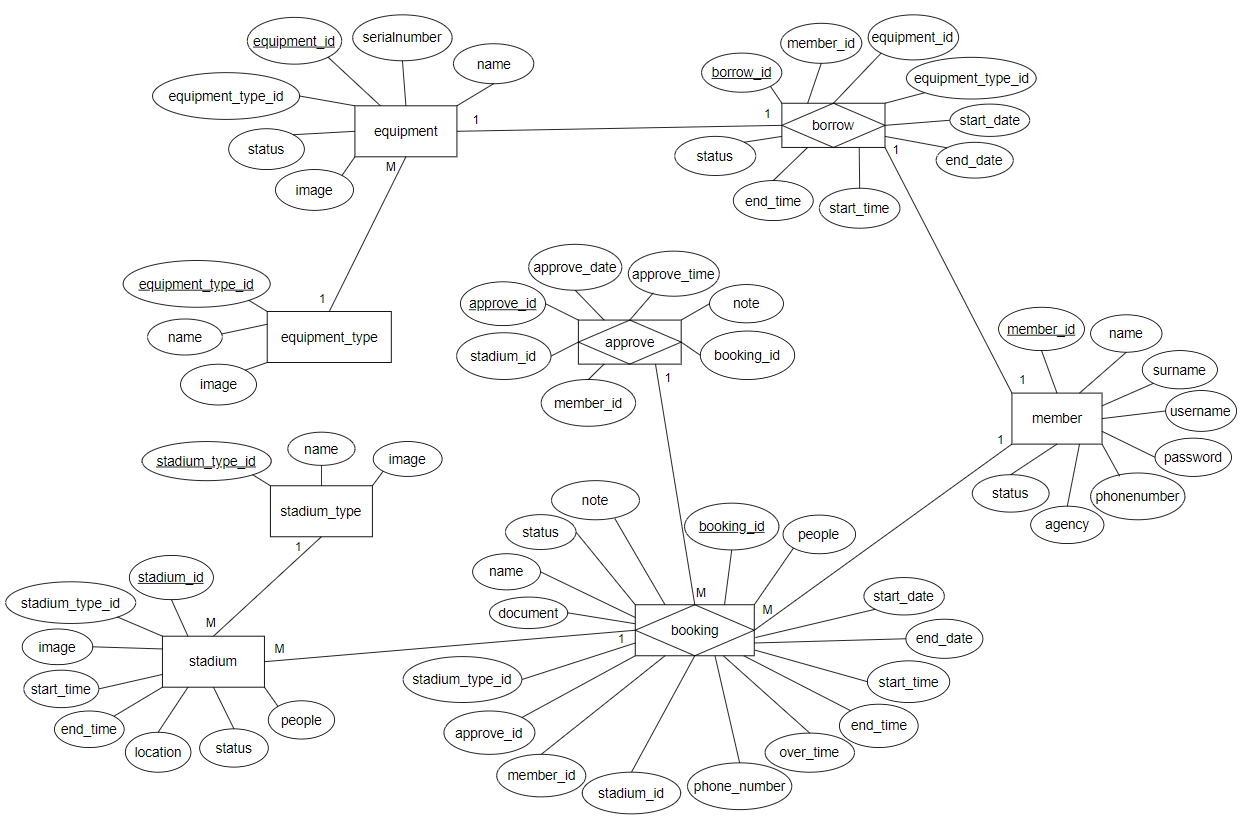 equipment_id
serialnumber
name
equipment_type_id
status
image
equipment
1
M
borrow_id
member_id
equipment_id
equipment_type_id
start_date
end_date
start_time
end_time
status
borrow
1
1
equipment_type_id
name
image
equipment_type
1
approve_date
approve_time
approve_id
note
stadium_id
booking_id
member_id
approve
1
member_id
name
surname
username
password
phonenumber
agency
status
member
1
1
stadium_type_id
name
image
stadium_type
1
stadium_id
stadium_type_id
image
start_time
end_time
location
status
people
stadium
M
M
note
status
name
document
booking_id
people
start_date
end_date
start_time
end_time
over_time
phone_number
stadium_id
member_id
approve_id
stadium_type_id
booking
M
M
1